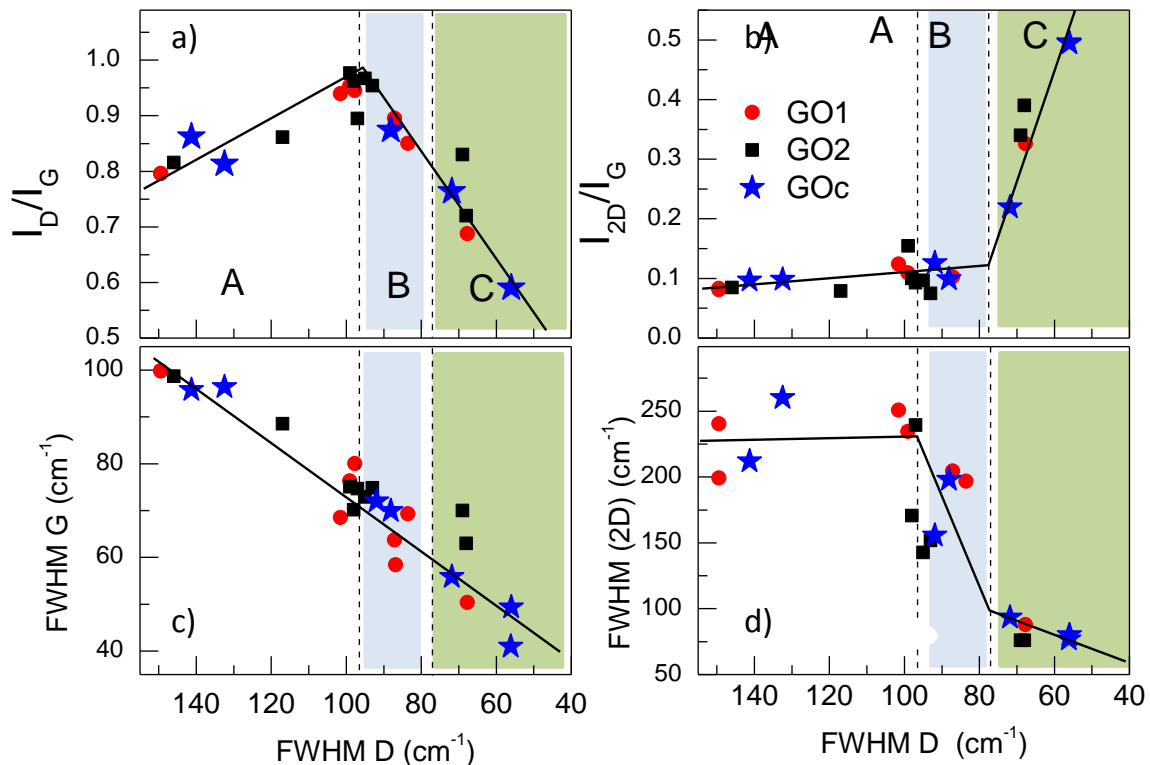 a)
I_D/I_G
1.0
0.9
0.8
0.7
0.6
0.5
A
B
C
b)
A
A
B
C
I_2D/I_G
0.5
0.4
0.3
0.2
0.1
0.0
GO1
GO2
GOc
c)
FWHM G (cm⁻¹)
100
80
60
40
140 120 100 80 60 40
FWHM D (cm⁻¹)
d)
FWHM (2D) (cm⁻¹)
250
200
150
100
50
140 120 100 80 60 40
FWHM D (cm⁻¹)